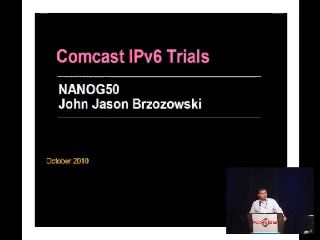 Comcast IPv6 Trials
NANOG50
John Jason Brzozowski
October 2010